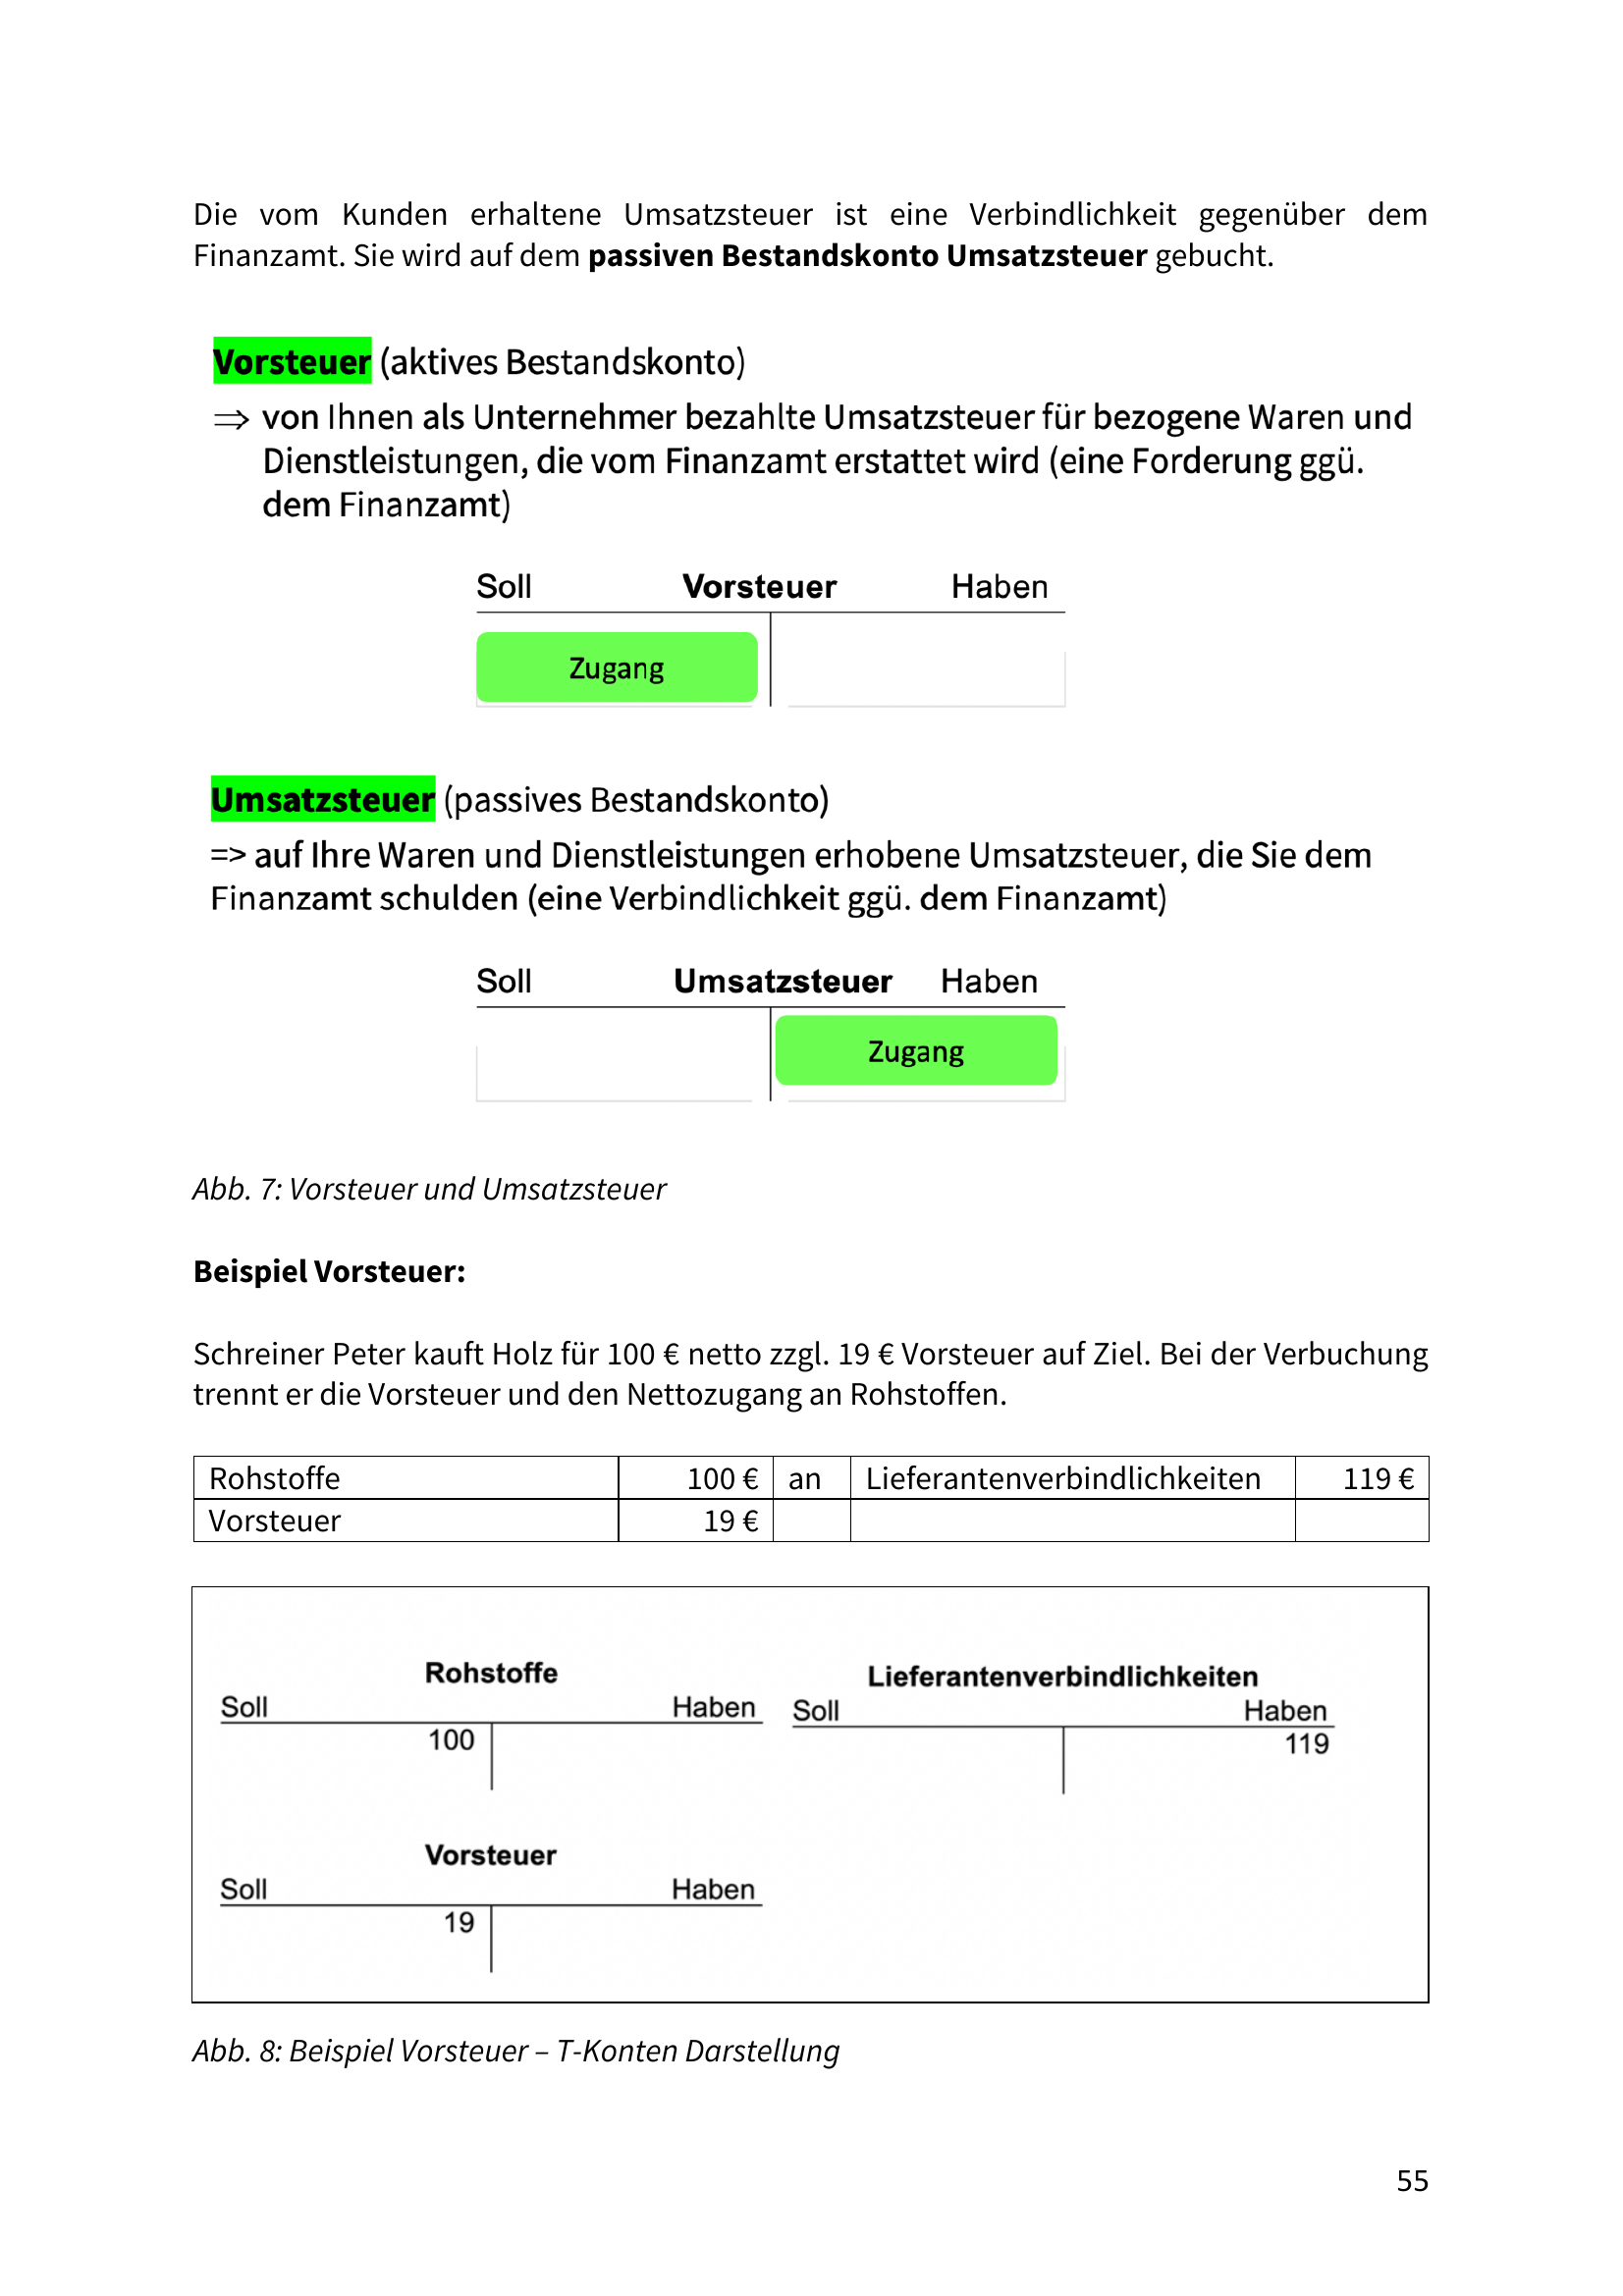 Die vom Kunden erhaltene Umsatzsteuer ist eine Verbindlichkeit gegenüber dem
Finanzamt. Sie wird auf dem passiven Bestandskonto Umsatzsteuer gebucht.
Vorsteuer (aktives Bestandskonto)
⇒ von Ihnen als Unternehmer bezahlte Umsatzsteuer für bezogene Waren und
Dienstleistungen, die vom Finanzamt erstattet wird (eine Forderung ggü.
dem Finanzamt)
Soll Vorsteuer Haben
Zugang
Umsatzsteuer (passives Bestandskonto)
=> auf Ihre Waren und Dienstleistungen erhobene Umsatzsteuer, die Sie dem
Finanzamt schulden (eine Verbindlichkeit ggü. dem Finanzamt)
Soll Umsatzsteuer Haben
Zugang
Abb. 7: Vorsteuer und Umsatzsteuer
Beispiel Vorsteuer:
Schreiner Peter kauft Holz für 100 € netto zzgl. 19 € Vorsteuer auf Ziel. Bei der Verbuchung
trennt er die Vorsteuer und den Nettozugang an Rohstoffen.
Rohstoffe 100 € an Lieferantenverbindlichkeiten 119 €
Vorsteuer 19 €
Rohstoffe
Soll Haben
100
Lieferantenverbindlichkeiten
Soll Haben
119
Vorsteuer
Soll Haben
19
Abb. 8: Beispiel Vorsteuer – T-Konten Darstellung
55